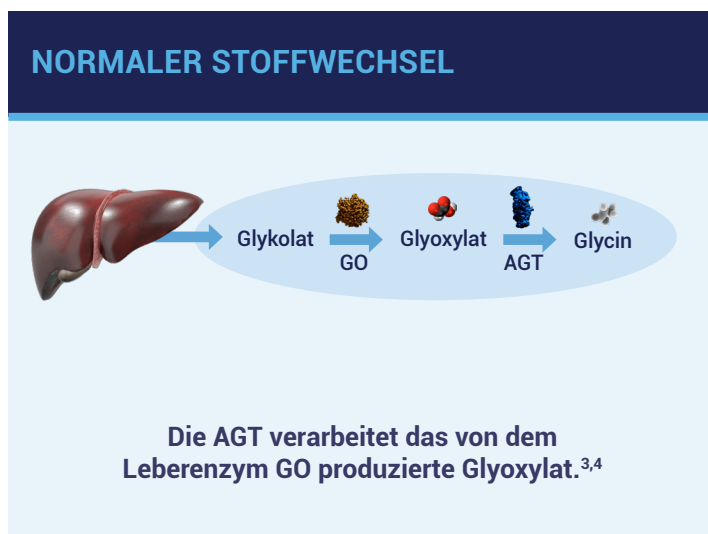 NORMALER STOFFWECHSEL
Glykolat
GO
Glyoxylat
AGT
Glycin
Die AGT verarbeitet das von dem
Leberenzym GO produzierte Glyoxylat.³,⁴